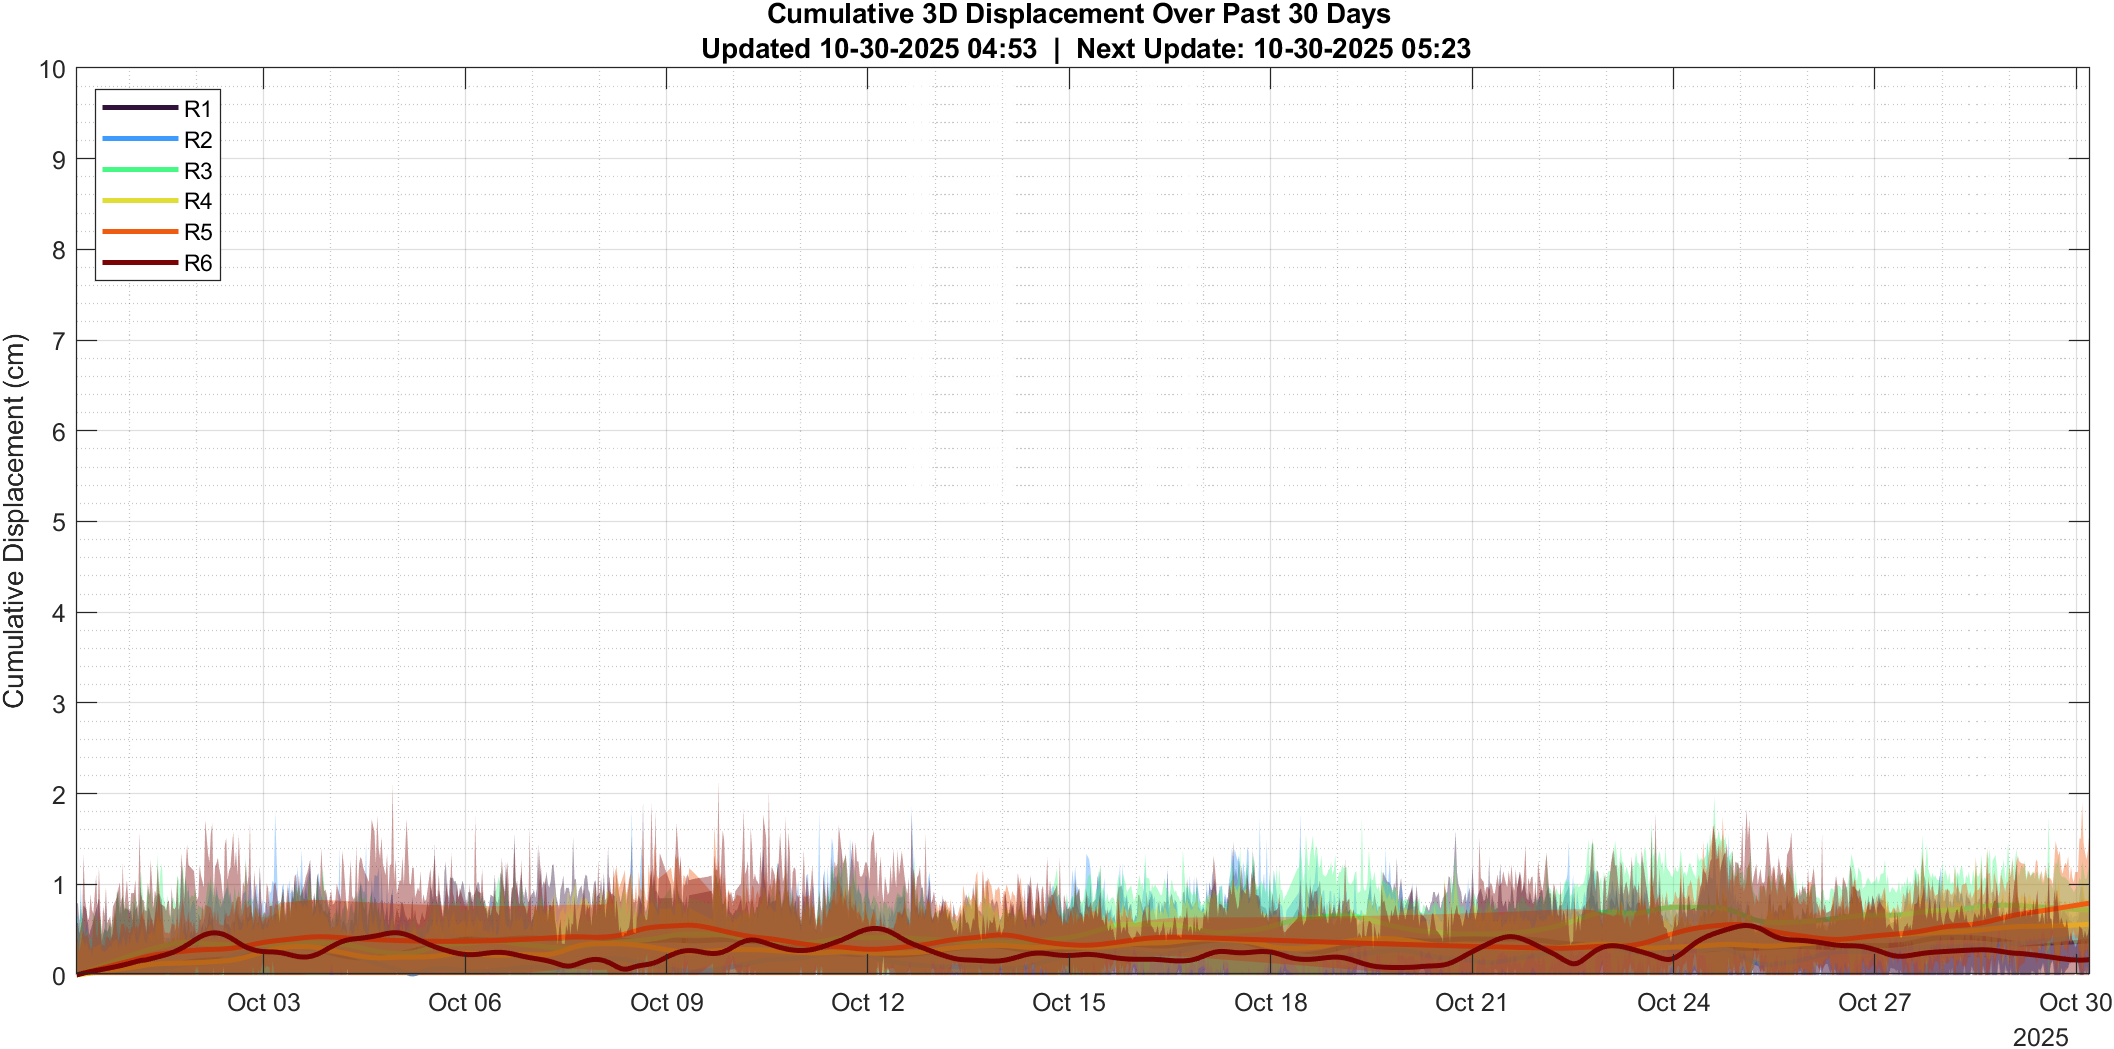 Cumulative 3D Displacement Over Past 30 Days
Updated 10-30-2025 04:53 | Next Update: 10-30-2025 05:23
10
9
8
7
6
5
4
3
2
1
0
Cumulative Displacement (cm)
R1
R2
R3
R4
R5
R6
Oct 03
Oct 06
Oct 09
Oct 12
Oct 15
Oct 18
Oct 21
Oct 24
Oct 27
Oct 30
2025